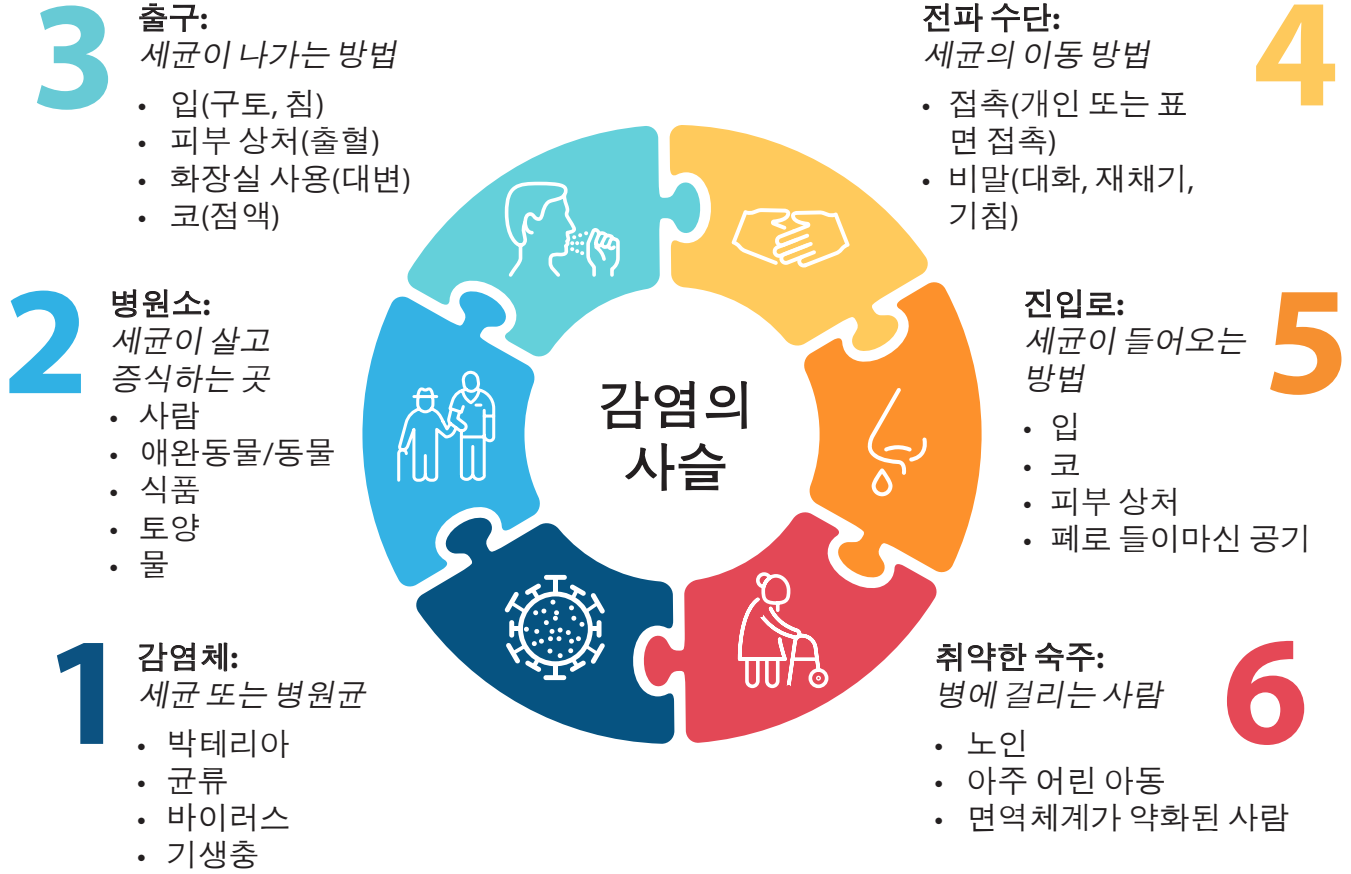 3
출구:
세균이 나가는 방법
• 입(구토, 침)
• 피부 상처(출혈)
• 화장실 사용(대변)
• 코(점액)
4
전파 수단:
세균의 이동 방법
• 접촉(개인 또는 표
면 접촉)
• 비말(대화, 재채기,
기침)
2
병원소:
세균이 살고
증식하는 곳
• 사람
• 애완동물/동물
• 식품
• 토양
• 물
감염의
사슬
5
진입로:
세균이 들어오는
방법
• 입
• 코
• 피부 상처
• 폐로 들이마신 공기
1
감염체:
세균 또는 병원균
• 박테리아
• 균류
• 바이러스
• 기생충
6
취약한 숙주:
병에 걸리는 사람
• 노인
• 아주 어린 아동
• 면역체계가 약화된 사람